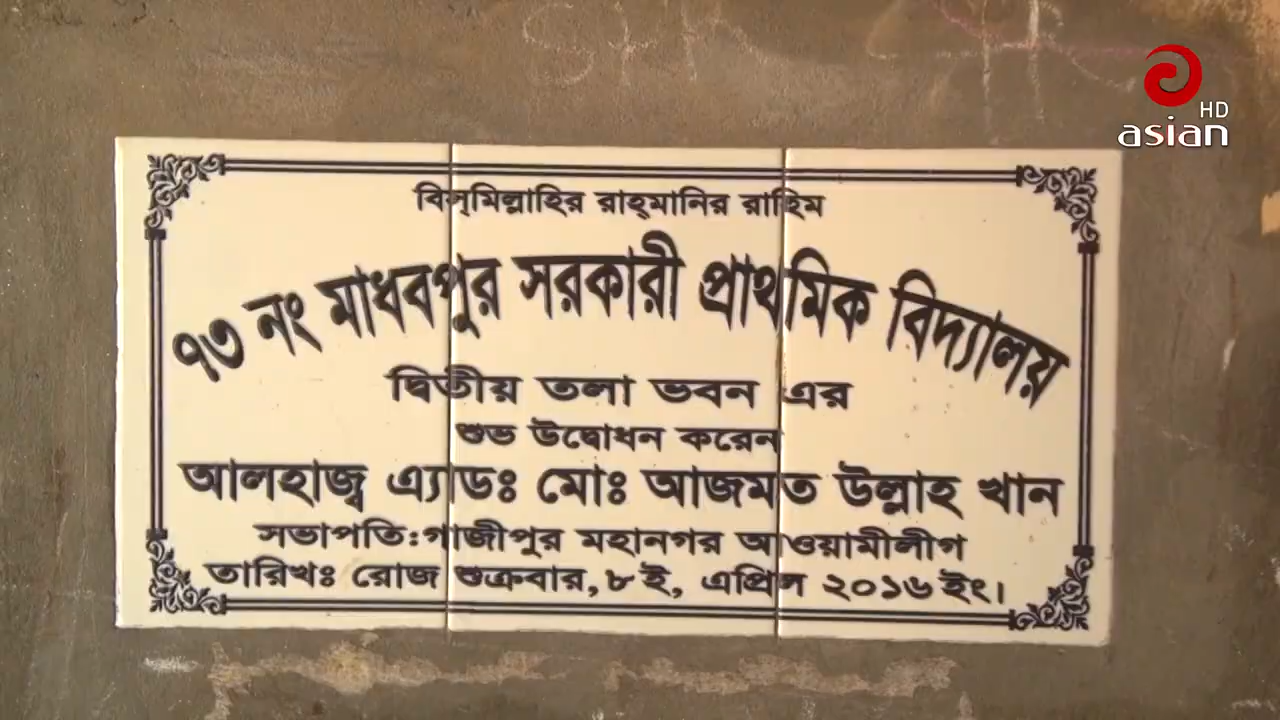 HD
asian
বিস্‌মিল্লাহির রাহ্‌মানির রাহিম
৭৩ নং মাধবপুর সরকারী প্রাথমিক বিদ্যালয়
দ্বিতীয় তলা ভবন এর
শুভ উদ্বোধন করেন
আলহাজ্ব এ্যাডঃ মোঃ আজমত উল্লাহ খান
সভাপতি:গাজীপুর মহানগর আওয়ামীলীগ
তারিখঃ রোজ শুক্রবার, ৮ ই, এপ্রিল ২০১৬ ইং।